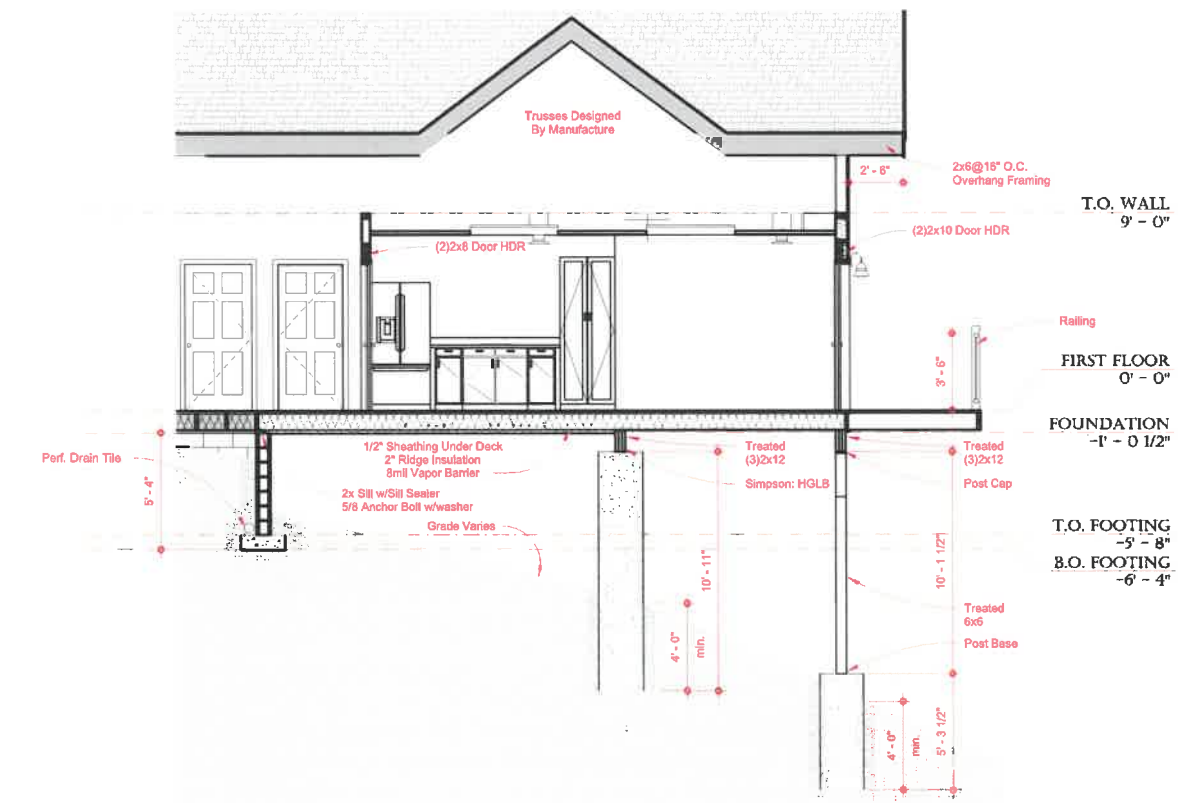 Trusses Designed
By Manufacture
2' - 6"
2x6@16" O.C.
Overhang Framing
T.O. WALL
9' - 0"
(2)2x8 Door HDR
(2)2x10 Door HDR
Railing
3' - 6"
FIRST FLOOR
0' - 0"
FOUNDATION
-1' - 0 1/2"
Perf. Drain Tile
5' - 4"
1/2" Sheathing Under Deck
2" Ridge Insulation
8mil Vapor Barrier
2x Sill w/Sill Sealer
5/8 Anchor Bolt w/washer
Grade Varies
Treated
(3)2x12
Simpson: HGLB
Treated
(3)2x12
Post Cap
T.O. FOOTING
-5' - 8"
B.O. FOOTING
-6' - 4"
10' - 11"
4' - 0"
min.
10' - 1 1/2"
Treated
6x6
Post Base
4' - 0"
min.
5' - 3 1/2"